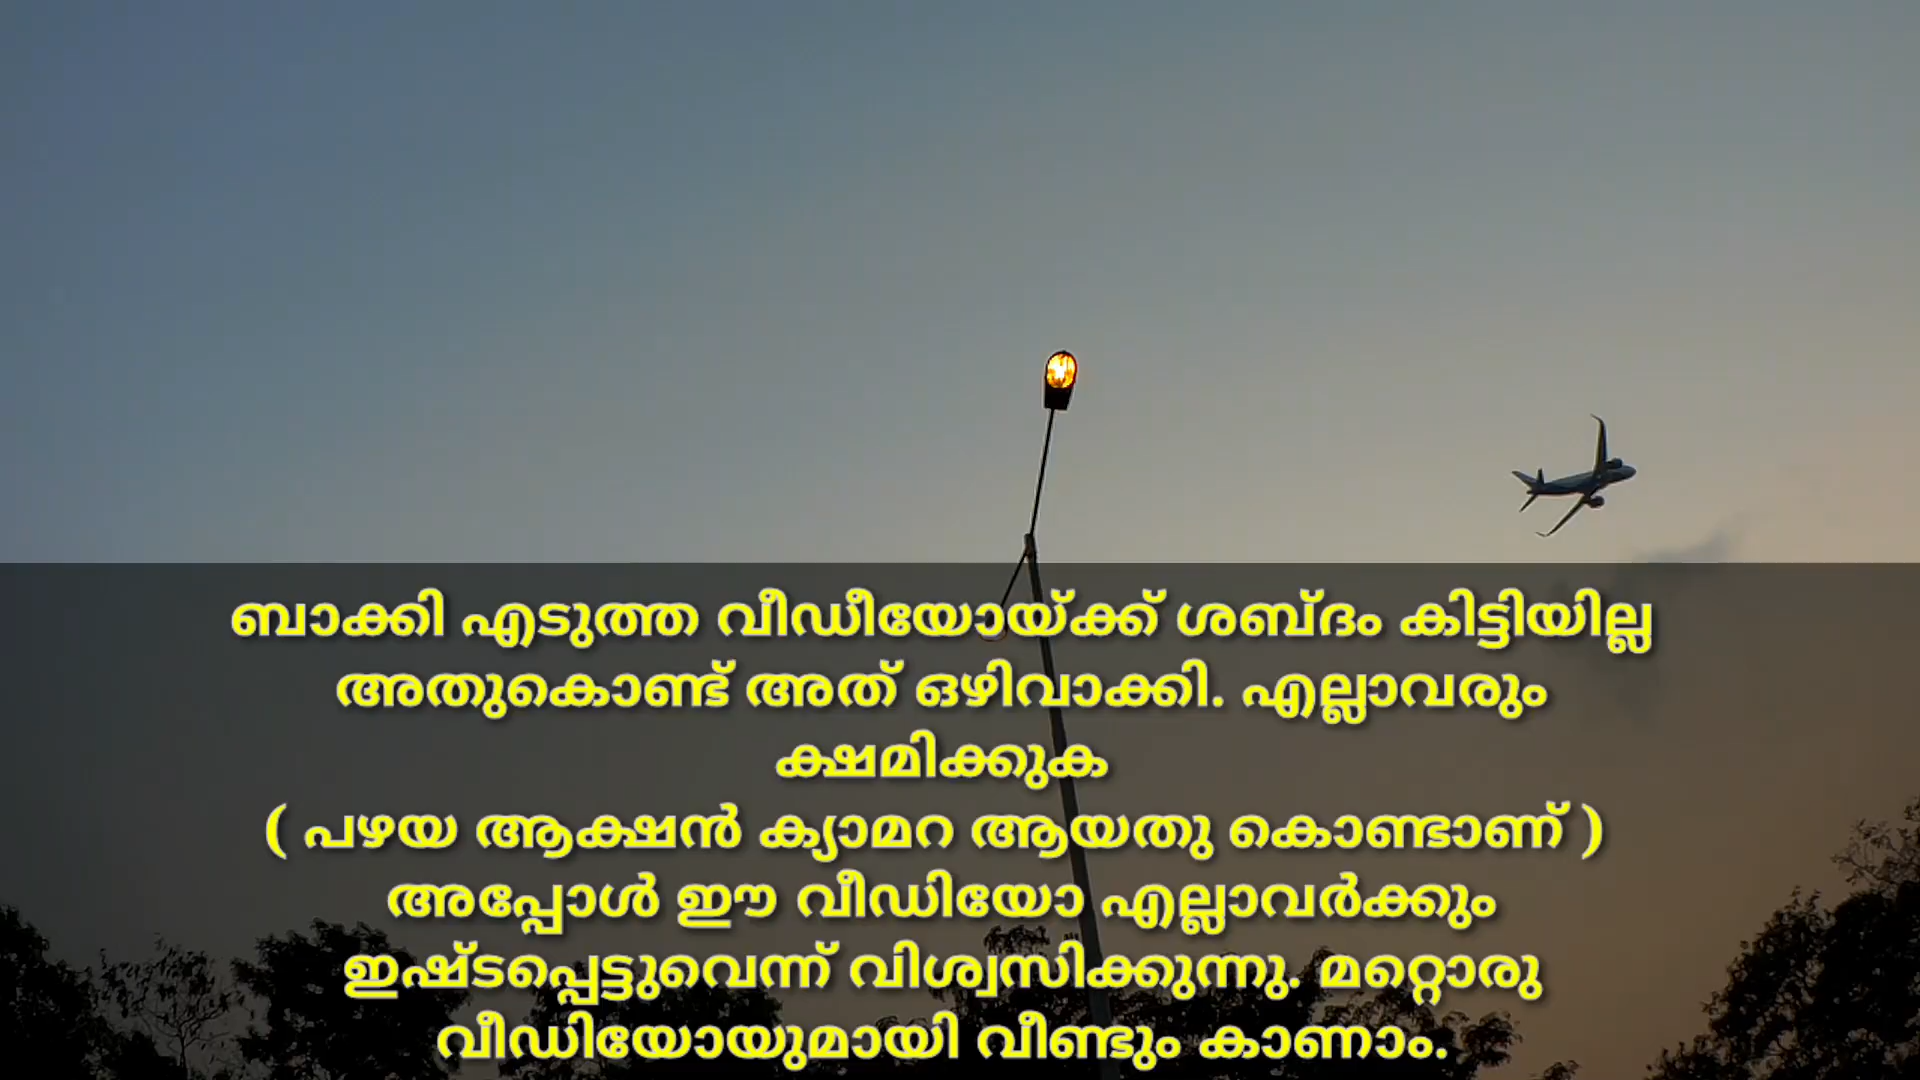 ബാക്കി എടുത്ത വീഡീയോയ്ക്ക് ശബ്ദം കിട്ടിയില്ല
അതുകൊണ്ട് അത് ഒഴിവാക്കി. എല്ലാവരും
ക്ഷമിക്കുക
( പഴയ ആക്ഷൻ ക്യാമറ ആയതു കൊണ്ടാണ് )
അപ്പോൾ ഈ വീഡിയോ എല്ലാവർക്കും
ഇഷ്ടപ്പെട്ടുവെന്ന് വിശ്വസിക്കുന്നു. മറ്റൊരു
വീഡിയോയുമായി വീണ്ടും കാണാം.